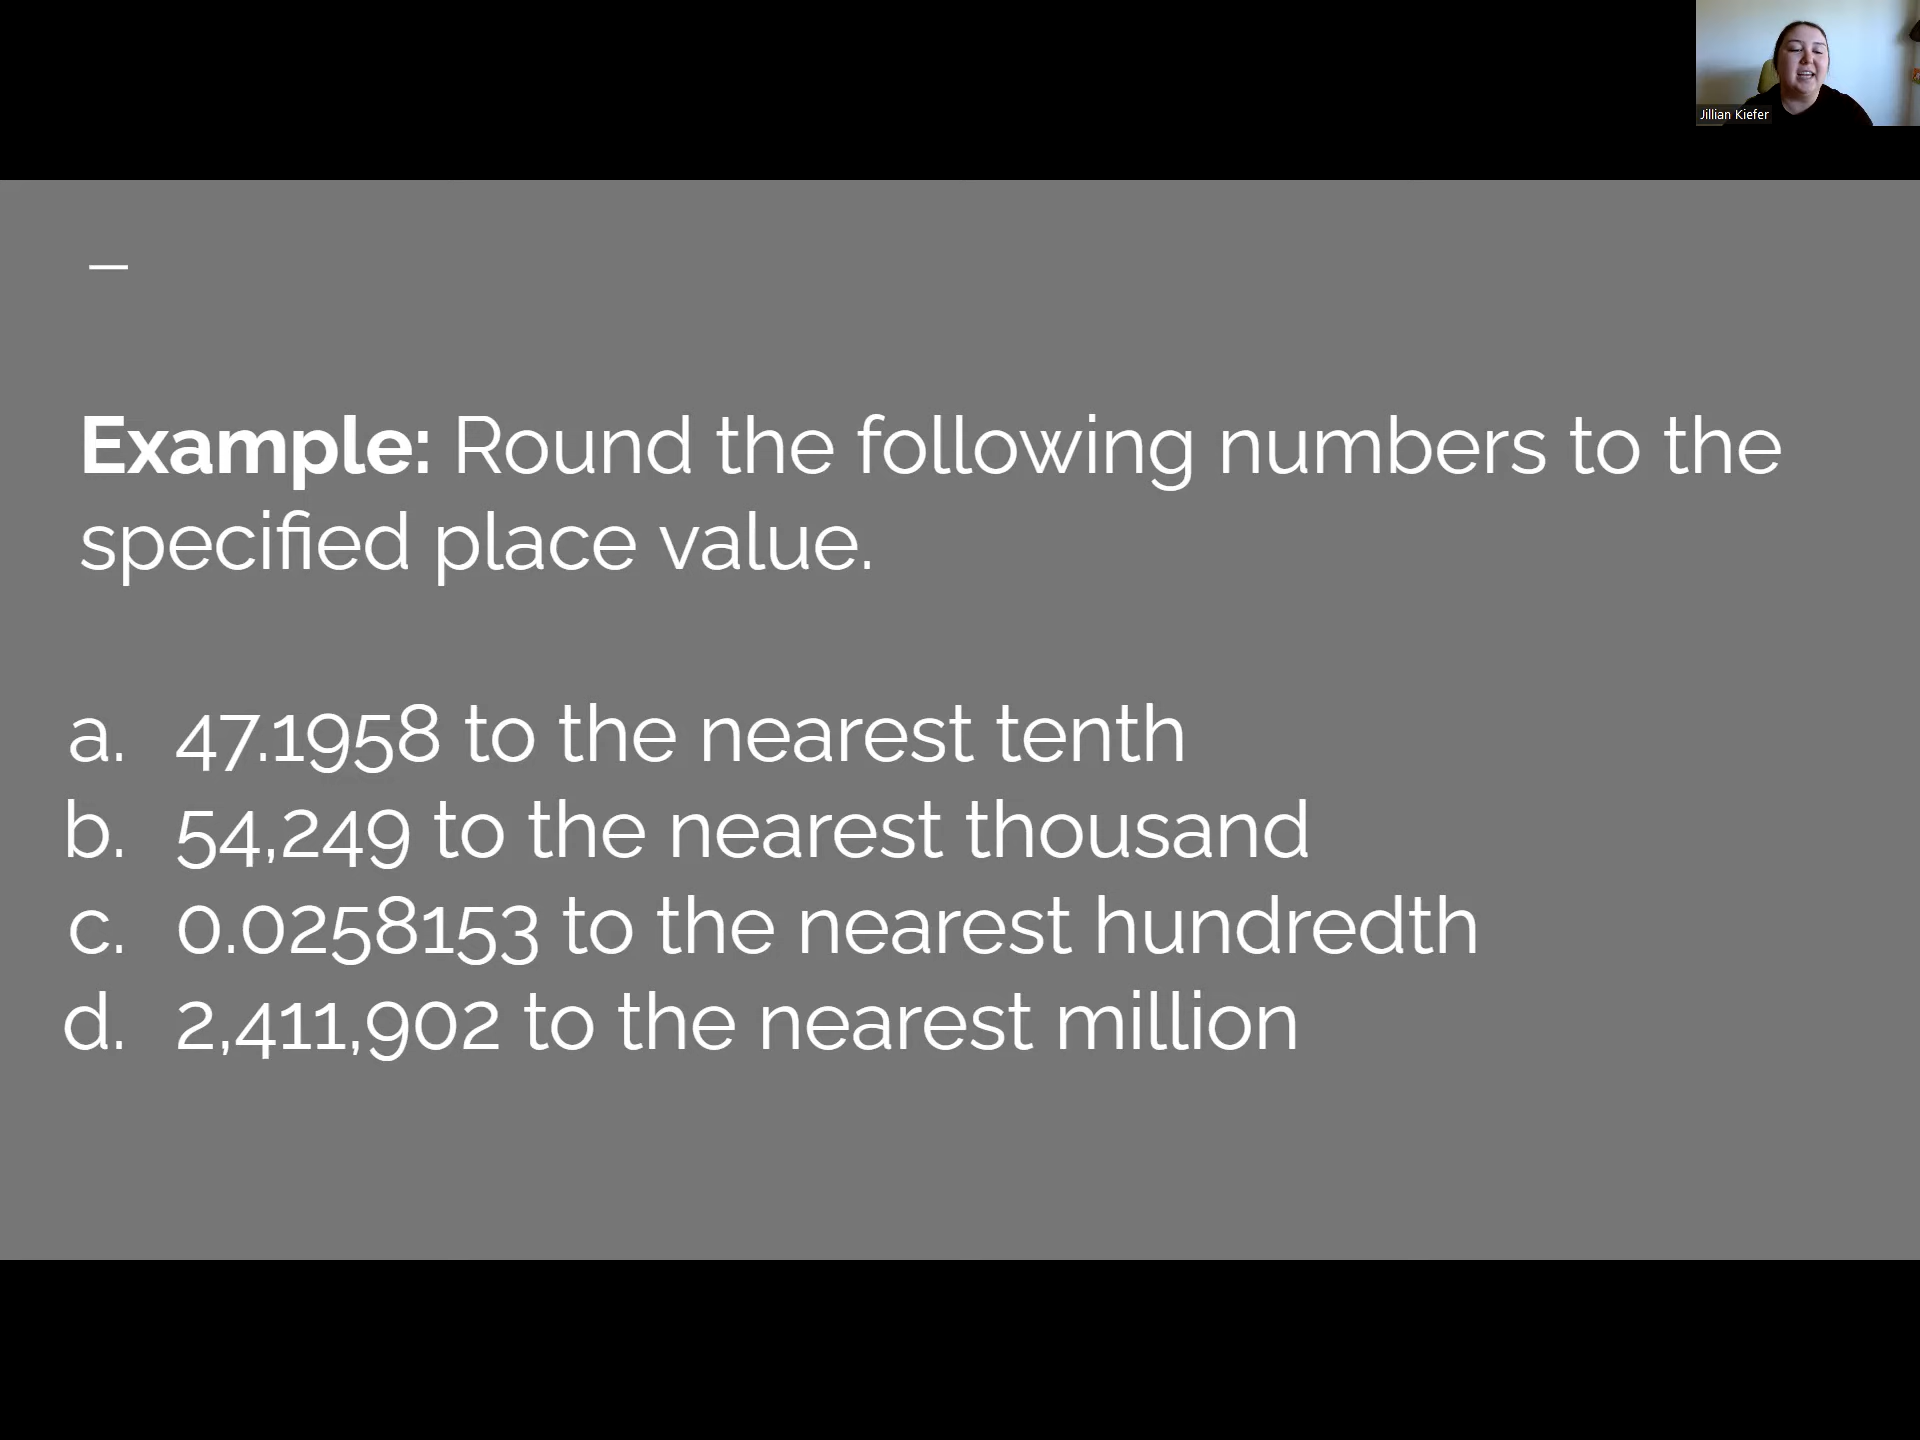 Jillian Kiefer
Example: Round the following numbers to the
specified place value.
a. 47.1958 to the nearest tenth
b. 54,249 to the nearest thousand
c. 0.0258153 to the nearest hundredth
d. 2,411,902 to the nearest million